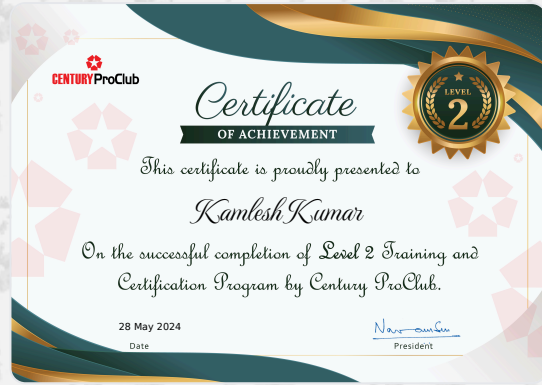 CENTURY ProClub
Certificate
OF ACHIEVEMENT
LEVEL
2
This certificate is proudly presented to
Kamlesh Kumar
On the successful completion of Level 2 Training and
Certification Program by Century ProClub.
28 May 2024
Date
President